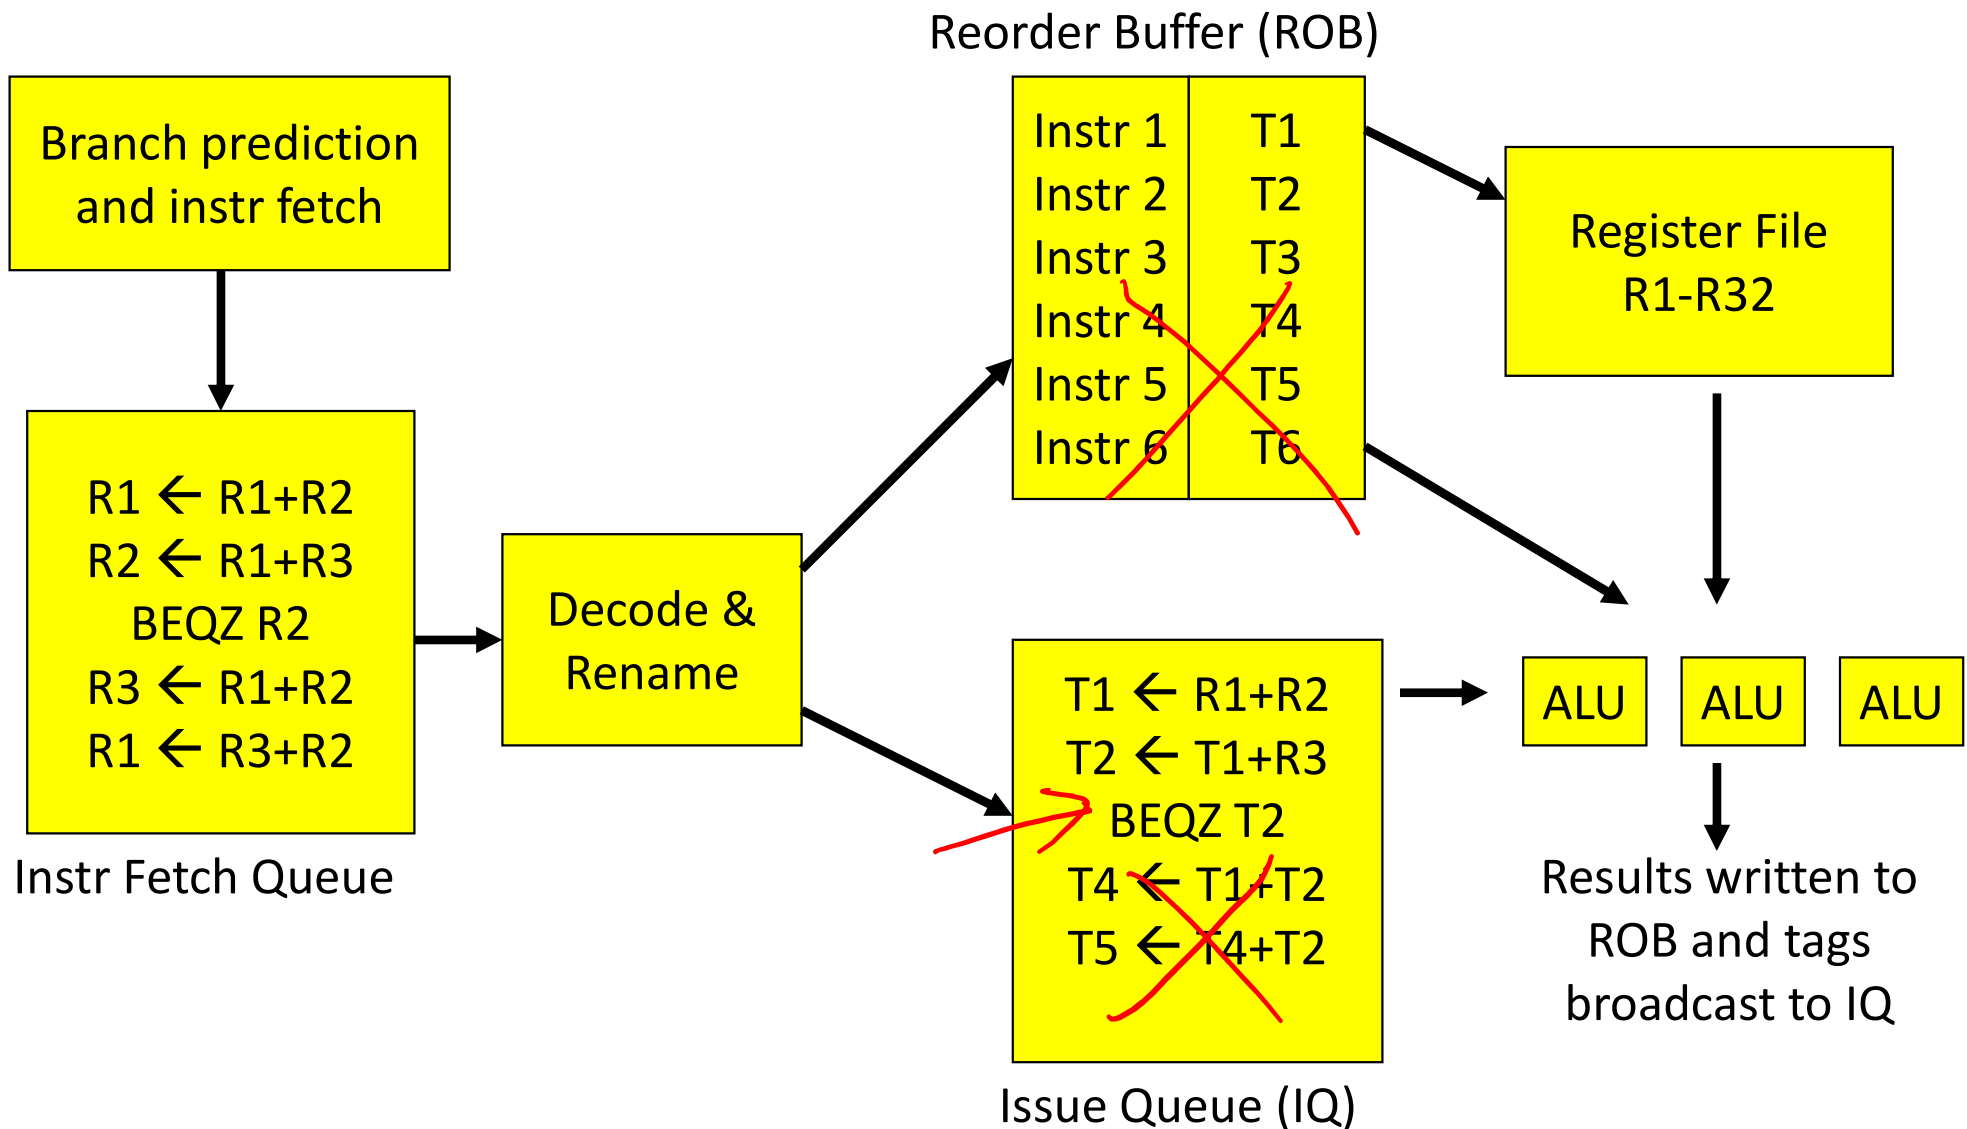 Reorder Buffer (ROB)
Branch prediction
and instr fetch
Instr 1 T1
Instr 2 T2
Instr 3 T3
Instr 4 T4
Instr 5 T5
Instr 6 T6
Register File
R1-R32
R1 ← R1+R2
R2 ← R1+R3
BEQZ R2
R3 ← R1+R2
R1 ← R3+R2
Instr Fetch Queue
Decode &
Rename
T1 ← R1+R2
T2 ← T1+R3
BEQZ T2
T4 ← T1+T2
T5 ← T4+T2
Issue Queue (IQ)
ALU ALU ALU
Results written to
ROB and tags
broadcast to IQ